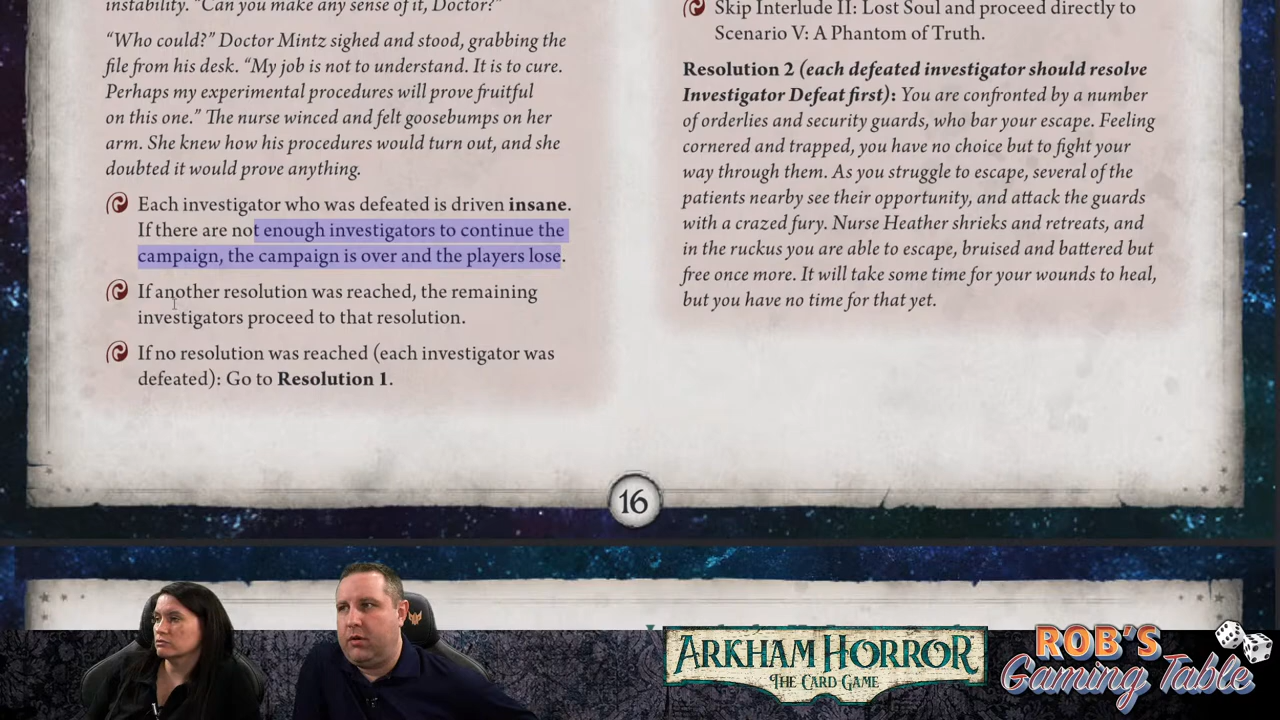 instability. “Can you make any sense of it, Doctor?”
“Who could?” Doctor Mintz sighed and stood, grabbing the
file from his desk. “My job is not to understand. It is to cure.
Perhaps my experimental procedures will prove fruitful
on this one.” The nurse winced and felt goosebumps on her
arm. She knew how his procedures would turn out, and she
doubted it would prove anything.
Each investigator who was defeated is driven insane.
If there are not enough investigators to continue the
campaign, the campaign is over and the players lose.
If another resolution was reached, the remaining
investigators proceed to that resolution.
If no resolution was reached (each investigator was
defeated): Go to Resolution 1.
Skip Interlude II: Lost Soul and proceed directly to
Scenario V: A Phantom of Truth.
Resolution 2 (each defeated investigator should resolve
Investigator Defeat first): You are confronted by a number
of orderlies and security guards, who bar your escape. Feeling
cornered and trapped, you have no choice but to fight your
way through them. As you struggle to escape, several of the
patients nearby see their opportunity, and attack the guards
with a crazed fury. Nurse Heather shrieks and retreats, and
in the ruckus you are able to escape, bruised and battered but
free once more. It will take some time for your wounds to heal,
but you have no time for that yet.
16
ARKHAM HORROR
THE CARD GAME
ROB'S
Gaming Table